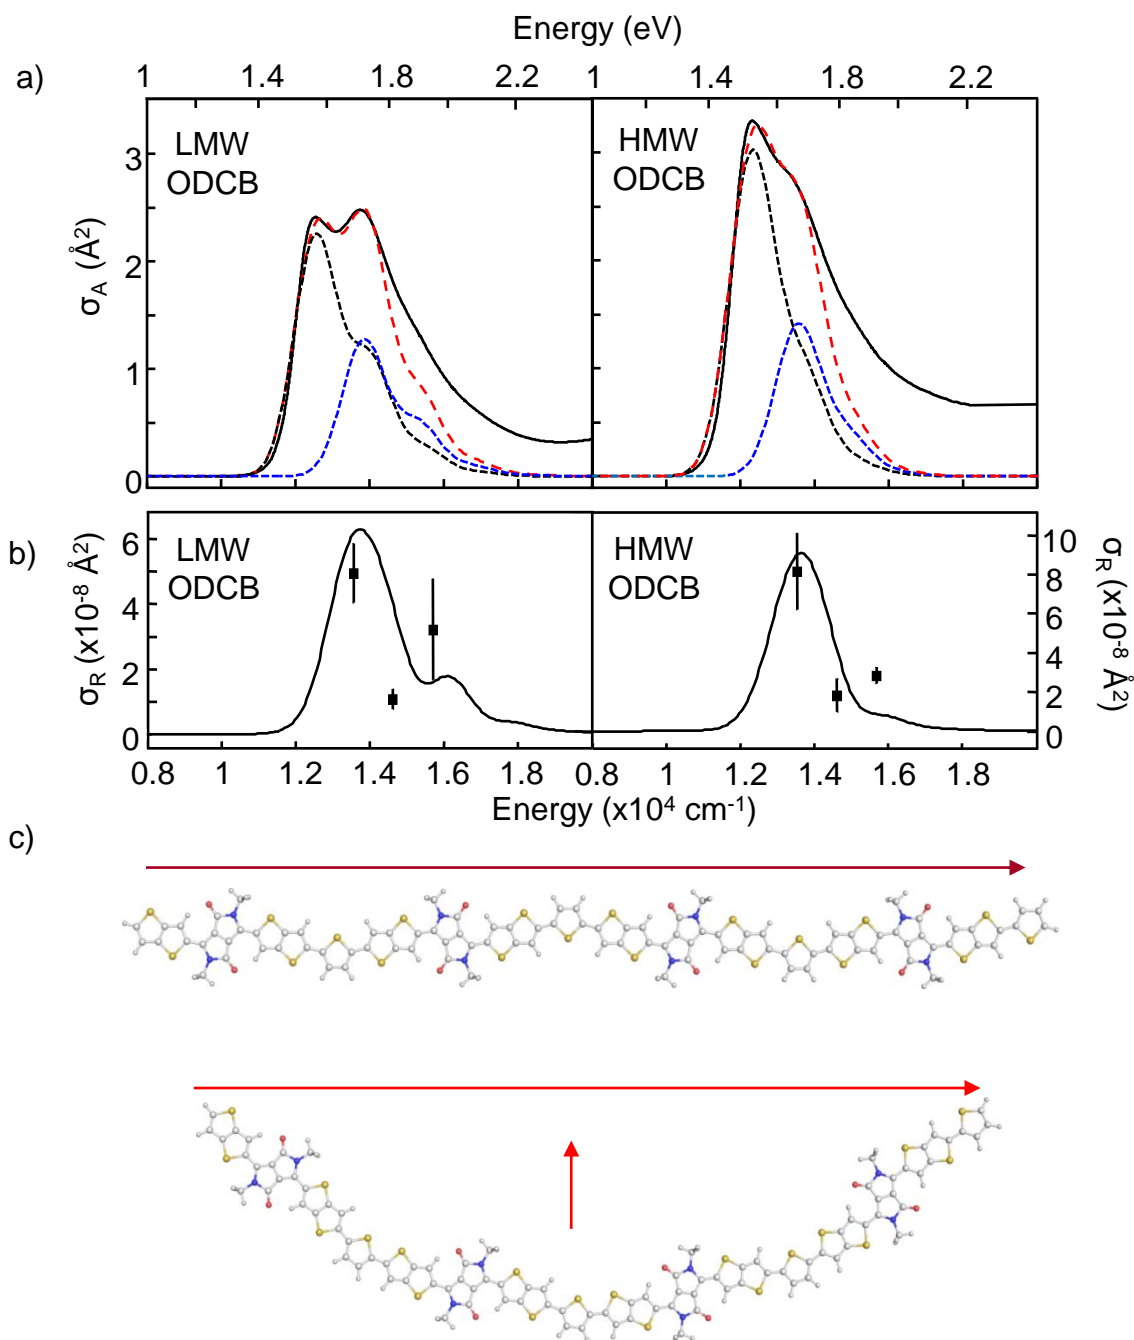 Energy (eV)
a)
1 1.4 1.8 2.2 1 1.4 1.8 2.2
LMW
ODCB
HMW
ODCB
3
2
1
0
σA (Å²)
b)
LMW
ODCB
HMW
ODCB
6
4
2
0
σR (x10⁻⁸ Å²)
10
8
6
4
2
0
σR (x10⁻⁸ Å²)
0.8 1 1.2 1.4 1.6 1.8 0.8 1 1.2 1.4 1.6 1.8
Energy (x10⁴ cm⁻¹)
c)